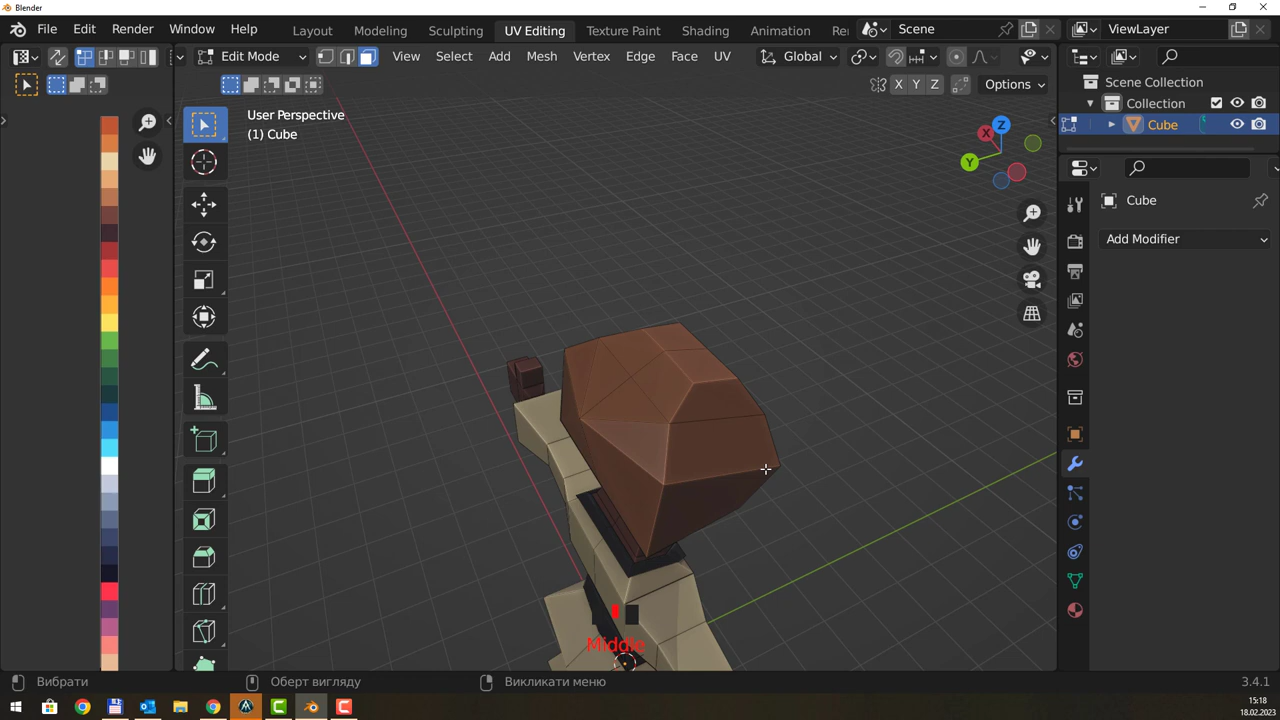 Blender
File Edit Render Window Help Layout Modeling Sculpting UV Editing Texture Paint Shading Animation Re Scene ViewLayer
Edit Mode View Select Add Mesh Vertex Edge Face UV Global
X Y Z Options
User Perspective
(1) Cube
Z
X
Y
Scene Collection
Collection
Cube
Cube
Add Modifier
Middle
Вибрати Оберт вигляду Викликати меню 3.4.1
15:18
18.02.2023